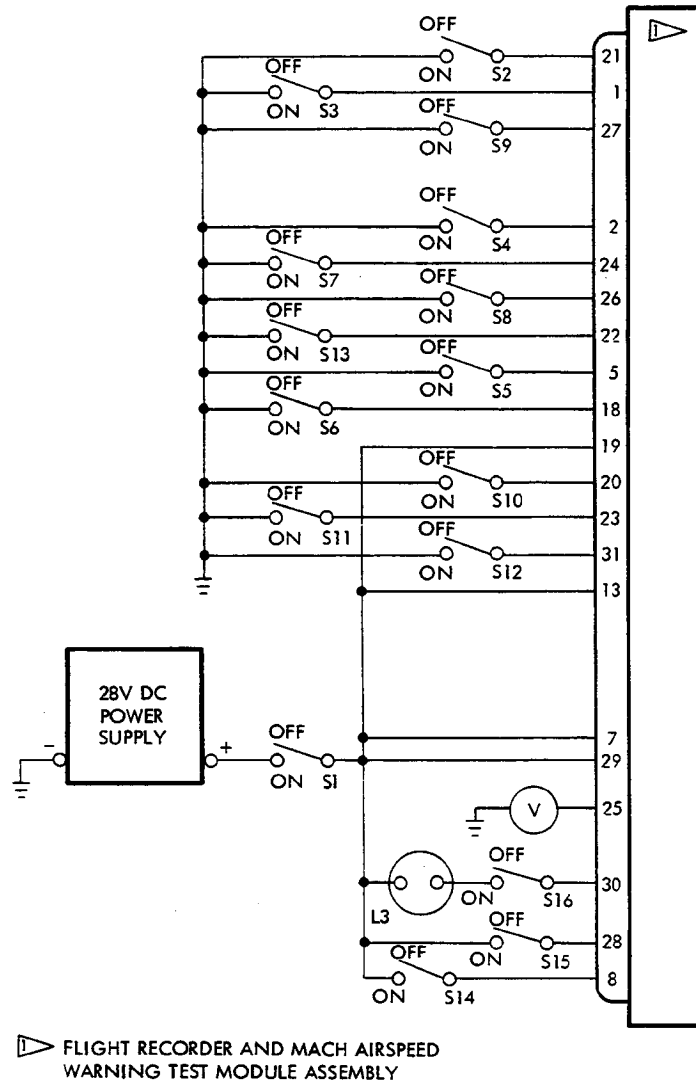 1
OFF
ON S2 21
OFF
ON S3 1
ON S9 27
OFF
ON S4 2
OFF
ON S7 24
OFF
ON S8 26
OFF
ON S13 22
OFF
ON S5 5
OFF
ON S6 18
19
OFF
ON S10 20
OFF
ON S11 23
OFF
ON S12 31
13
28V DC
POWER
SUPPLY
- +
OFF
ON S1
7
29
V 25
OFF
L3 ON S16 30
OFF
ON S15 28
OFF
ON S14 8
1 FLIGHT RECORDER AND MACH AIRSPEED
WARNING TEST MODULE ASSEMBLY